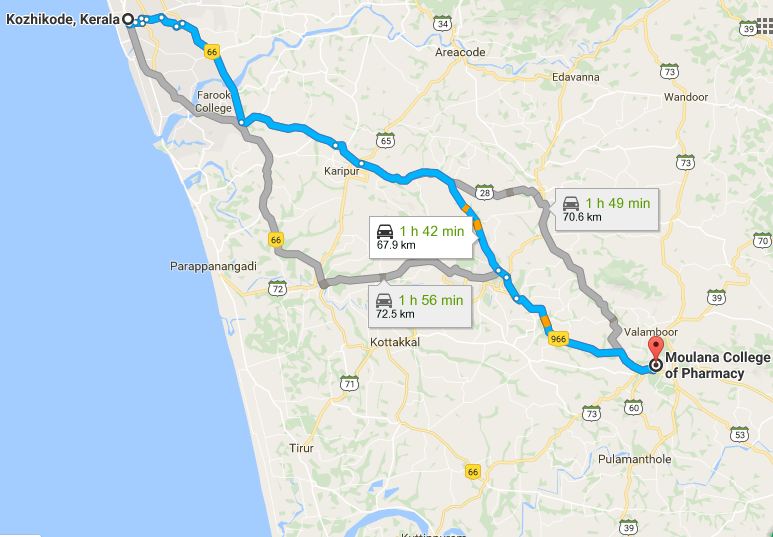 Kozhikode, Kerala
34
39
Areacode
66
Edavanna
73
Wandoor
Farook
College
65
73
Karipur
28
1 h 49 min
70.6 km
1 h 42 min
67.9 km
66
70
Parappanangadi
72
1 h 56 min
72.5 km
39
Valamboor
966
Kottakkal
Moulana College
of Pharmacy
71
60
73
53
Tirur
Pulamanthole
66
39
Kuttippuram